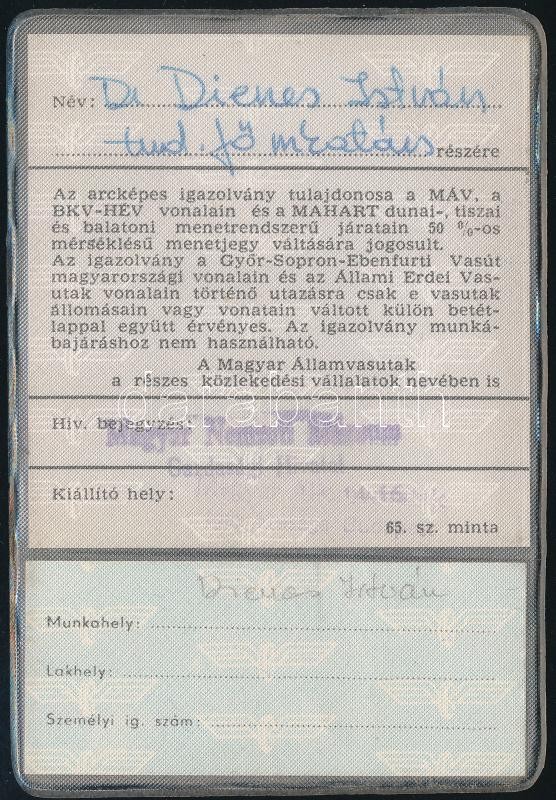 Név: Dr Dienes István
tud. fő részére
Az arcképes igazolvány tulajdonosa a MÁV, a
BKV-HÉV vonalain és a MAHART dunai-, tiszai
és balatoni menetrendszerű járatain 50 %-os
mérséklésű menetjegy váltására jogosult.
Az igazolvány a Győr-Sopron-Ebenfurti Vasút
magyarországi vonalain és az Állami Erdei Vas-
utak vonalain történő utazásra csak e vasutak
állomásain vagy vonatain váltott külön betét-
lappal együtt érvényes. Az igazolvány munká-
bajáráshoz nem használható.
A Magyar Államvasutak
a részes közlekedési vállalatok nevében is
databanth
Hiv. bejegyzés:
Magyar Nemzeti Múzeum
Gazdasági Hivatal
Kiállító hely:
65. sz. minta
Dienes István
Munkahely:
Lakhely:
Személyi ig. szám: